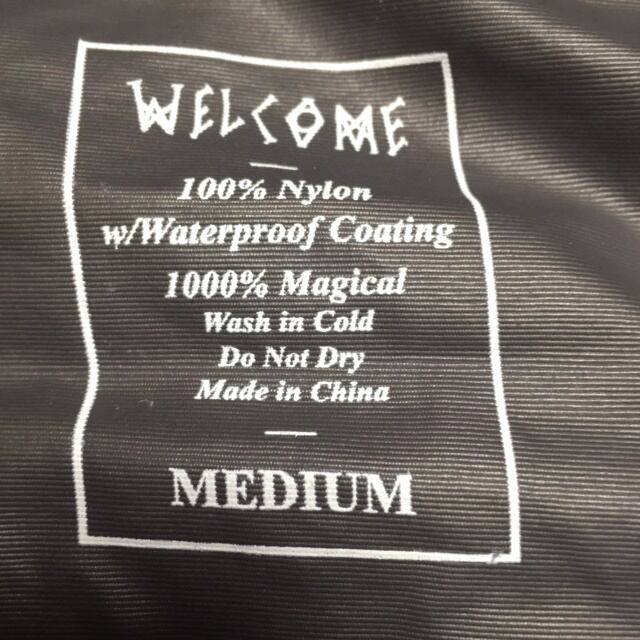 WELCOME
100% Nylon
w/Waterproof Coating
1000% Magical
Wash in Cold
Do Not Dry
Made in China
MEDIUM